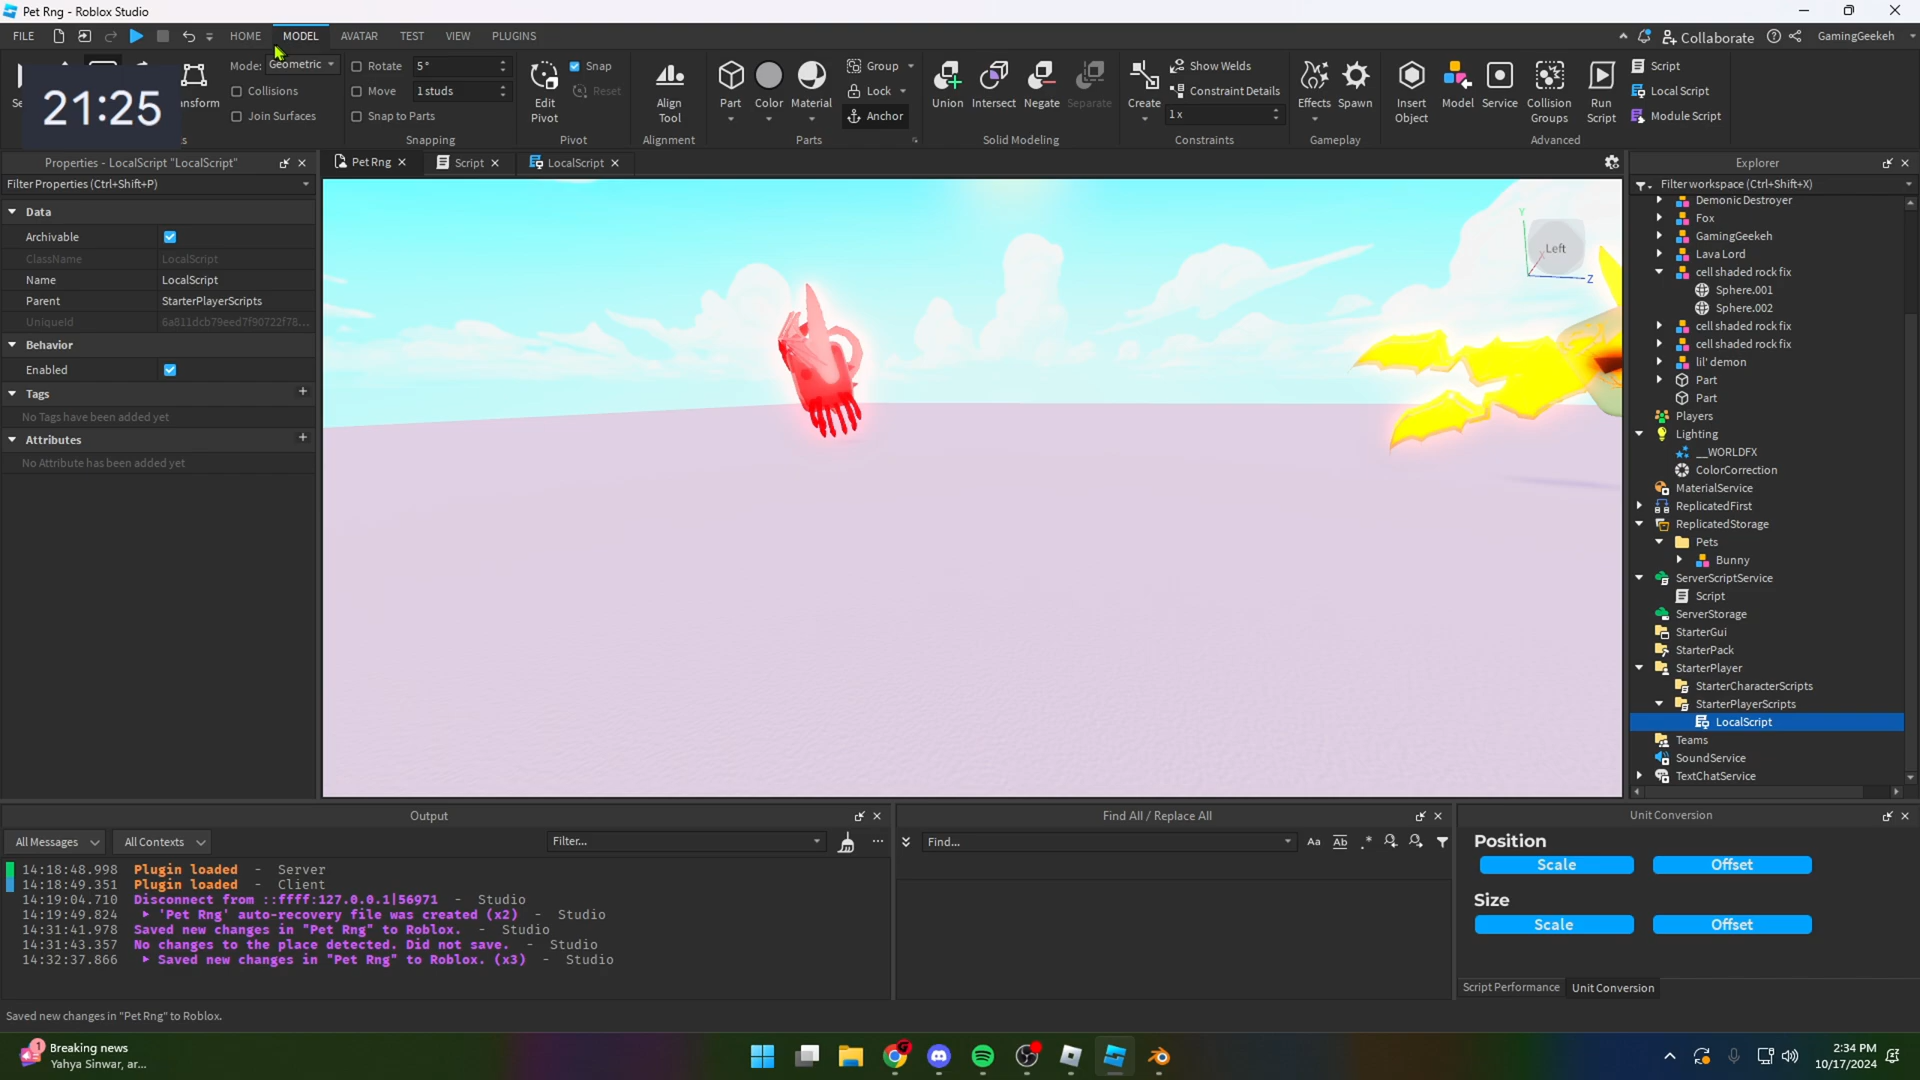 Pet Rng - Roblox Studio
FILE
HOME
MODEL
AVATAR
TEST
VIEW
PLUGINS
Collaborate
GamingGeekeh
21:25
Mode:
Geometric
Collisions
Join Surfaces
Rotate
5°
Move
1 studs
Snap to Parts
Snapping
Edit
Pivot
Snap
Reset
Pivot
Align
Tool
Alignment
Part
Color
Material
Group
Lock
Anchor
Parts
Union
Intersect
Negate
Separate
Solid Modeling
Create
Show Welds
Constraint Details
1 x
Constraints
Effects
Spawn
Gameplay
Insert
Object
Model
Service
Collision
Groups
Run
Script
Script
Local Script
Module Script
Advanced
Properties - LocalScript "LocalScript"
Filter Properties (Ctrl+Shift+P)
Data
Archivable
ClassName LocalScript
Name LocalScript
Parent StarterPlayerScripts
UniqueId 6a811dcb79eed7f90722f78...
Behavior
Enabled
Tags
No Tags have been added yet
Attributes
No Attribute has been added yet
Pet Rng
Script
LocalScript
Y
Left
Z
Explorer
Filter workspace (Ctrl+Shift+X)
Demonic Destroyer
Fox
GamingGeekeh
Lava Lord
cell shaded rock fix
Sphere.001
Sphere.002
cell shaded rock fix
cell shaded rock fix
lil' demon
Part
Part
Players
Lighting
__WORLDFX
ColorCorrection
MaterialService
ReplicatedFirst
ReplicatedStorage
Pets
Bunny
ServerScriptService
Script
ServerStorage
StarterGui
StarterPack
StarterPlayer
StarterCharacterScripts
StarterPlayerScripts
LocalScript
Teams
SoundService
TextChatService
Output
All Messages
All Contexts
Filter...
14:18:48.998 Plugin loaded - Server
14:18:49.351 Plugin loaded - Client
14:19:04.710 Disconnect from ::ffff:127.0.0.1|56971 - Studio
14:19:49.824 'Pet Rng' auto-recovery file was created (x2) - Studio
14:31:41.978 Saved new changes in "Pet Rng" to Roblox. - Studio
14:31:43.357 No changes to the place detected. Did not save. - Studio
14:32:37.866 Saved new changes in "Pet Rng" to Roblox. (x3) - Studio
Find All / Replace All
Find...
Aa
Ab
.*
Unit Conversion
Position
Scale
Offset
Size
Scale
Offset
Script Performance
Unit Conversion
Saved new changes in "Pet Rng" to Roblox.
1
Breaking news
Yahya Sinwar, ar...
2:34 PM
10/17/2024